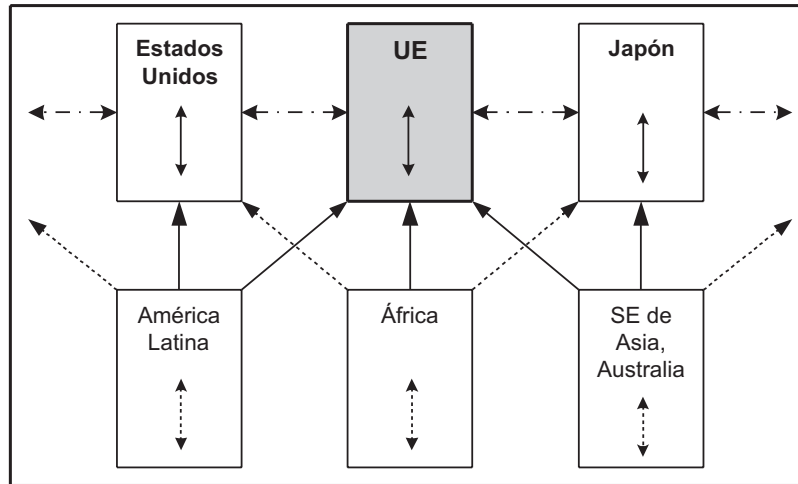 Estados
Unidos
UE
Japón
América
Latina
África
SE de
Asia,
Australia